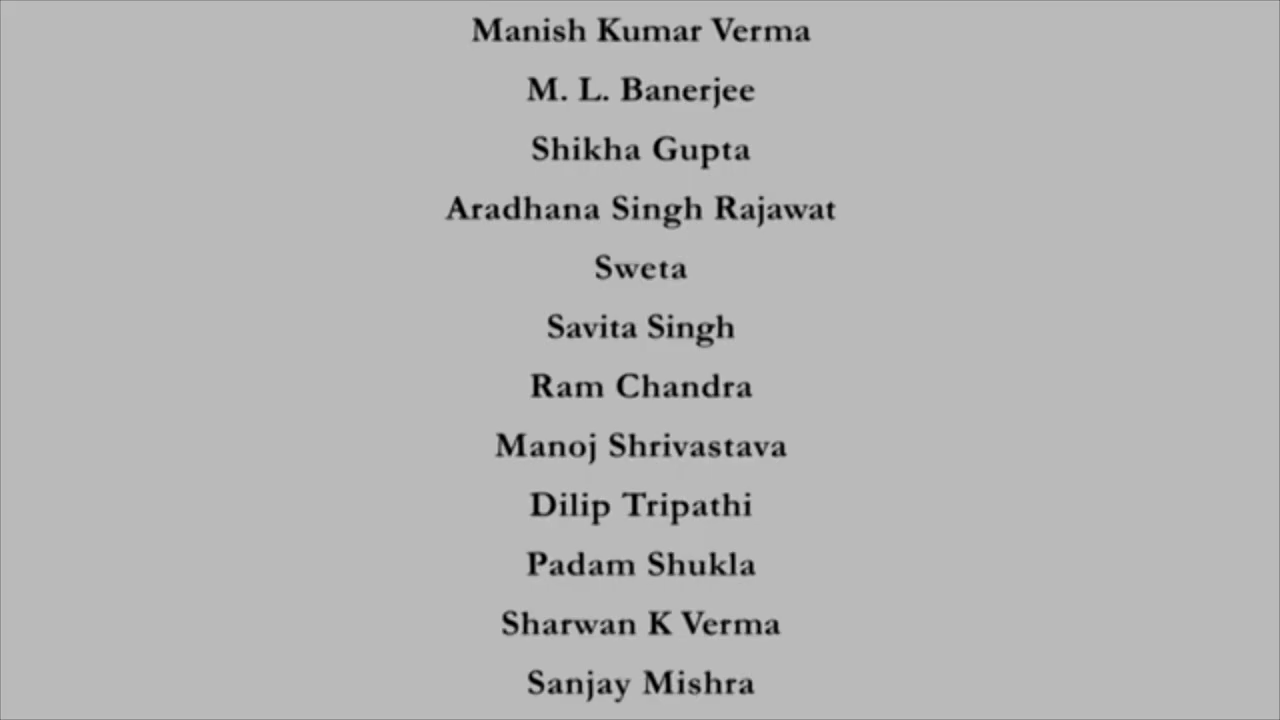 Manish Kumar Verma
M. L. Banerjee
Shikha Gupta
Aradhana Singh Rajawat
Sweta
Savita Singh
Ram Chandra
Manoj Shrivastava
Dilip Tripathi
Padam Shukla
Sharwan K Verma
Sanjay Mishra